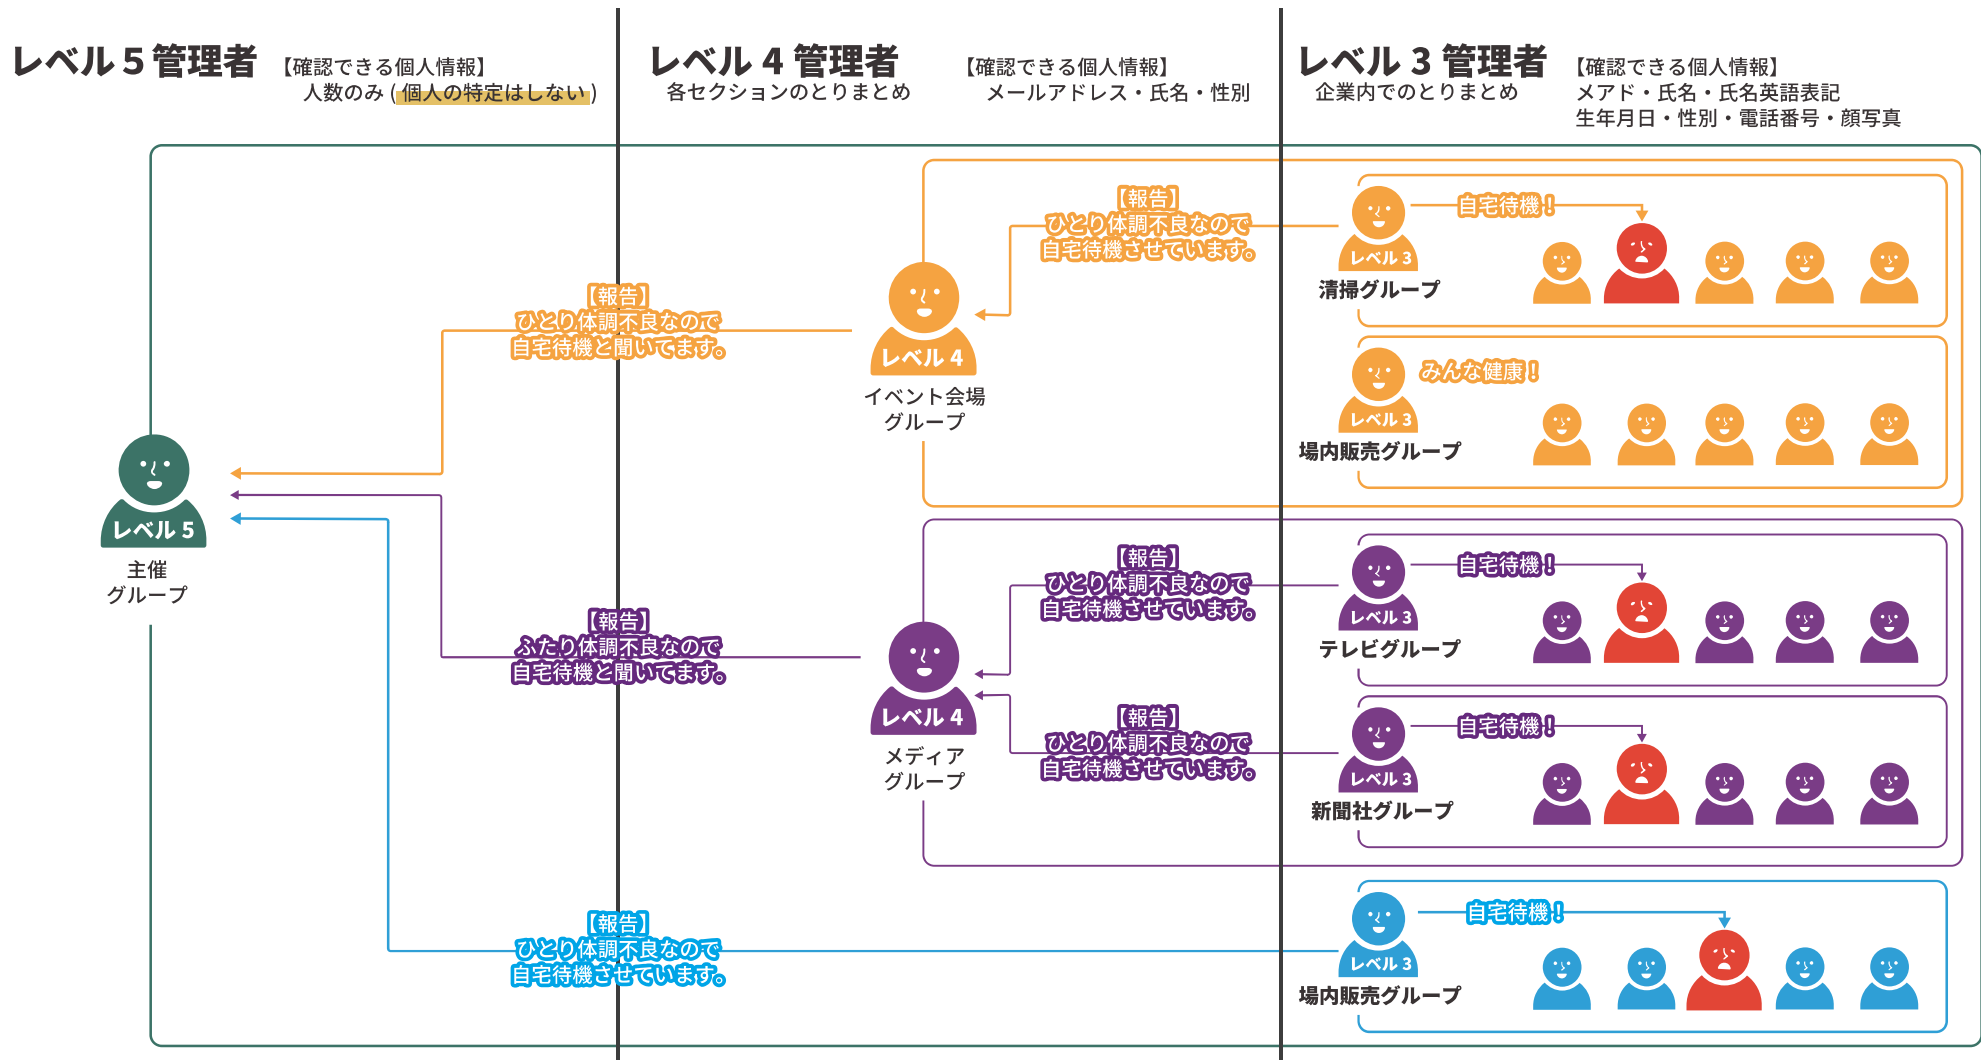 レベル 5 管理者
【確認できる個人情報】
人数のみ ( 個人の特定はしない )
レベル 4 管理者
各セクションのとりまとめ
【確認できる個人情報】
メールアドレス・氏名・性別
レベル 3 管理者
企業内でのとりまとめ
【確認できる個人情報】
メアド・氏名・氏名英語表記
生年月日・性別・電話番号・顔写真
レベル 5
主催
グループ
【報告】
ひとり体調不良なので
自宅待機と聞いてます。
【報告】
ふたり体調不良なので
自宅待機と聞いてます。
【報告】
ひとり体調不良なので
自宅待機させています。
レベル 4
イベント会場
グループ
【報告】
ひとり体調不良なので
自宅待機させています。
レベル 4
メディア
グループ
【報告】
ひとり体調不良なので
自宅待機させています。
【報告】
ひとり体調不良なので
自宅待機させています。
レベル 3
清掃グループ
自宅待機！
レベル 3
場内販売グループ
みんな健康！
レベル 3
テレビグループ
自宅待機！
レベル 3
新聞社グループ
自宅待機！
レベル 3
場内販売グループ
自宅待機！